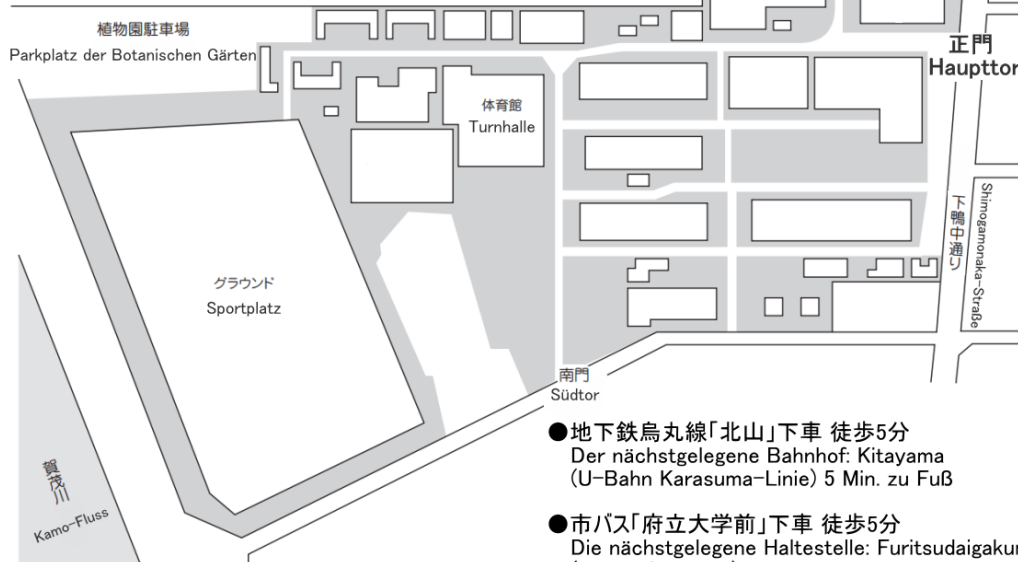 植物園駐車場
Parkplatz der Botanischen Gärten
正門
Haupttor
体育館
Turnhalle
下鴨中通り
Shimogamonaka-Straße
グラウンド
Sportplatz
南門
Südtor
賀茂川
Kamo-Fluss
●地下鉄烏丸線「北山」下車 徒歩5分
Der nächstgelegene Bahnhof: Kitayama
(U-Bahn Karasuma-Linie) 5 Min. zu Fuß
●市バス「府立大学前」下車 徒歩5分
Die nächstgelegene Haltestelle: